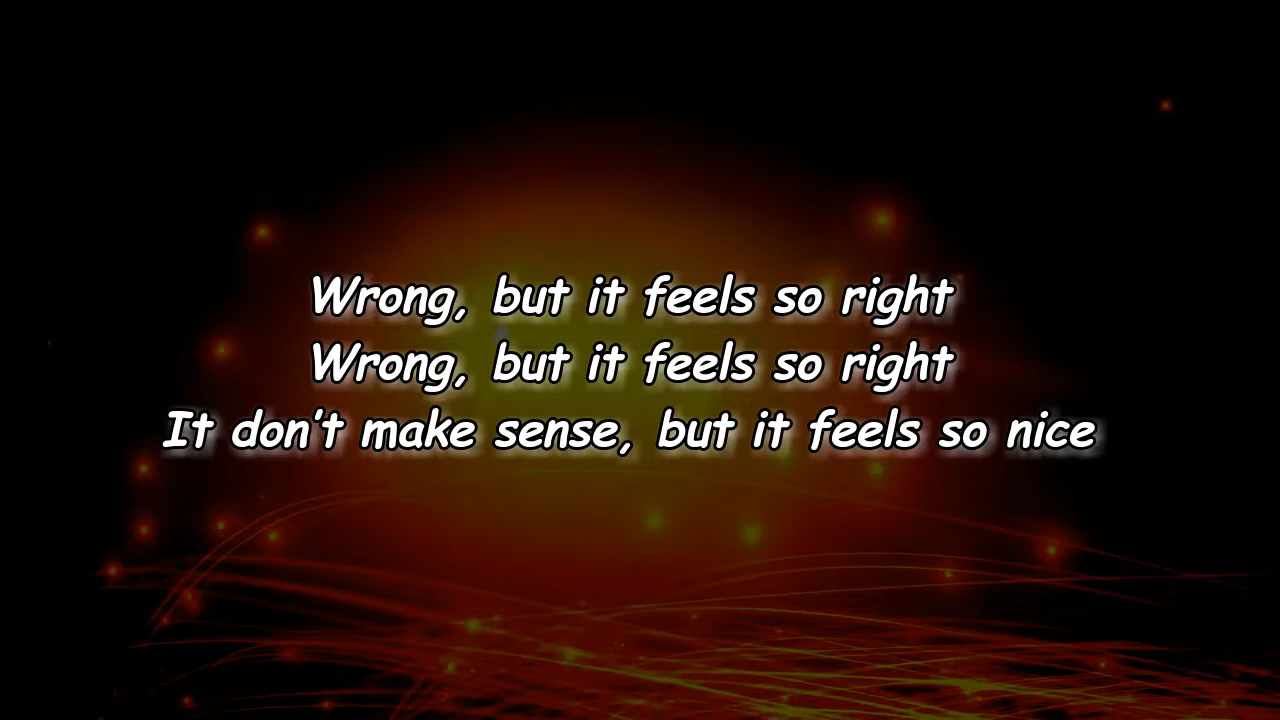 Wrong, but it feels so right
Wrong, but it feels so right
It don't make sense, but it feels so nice